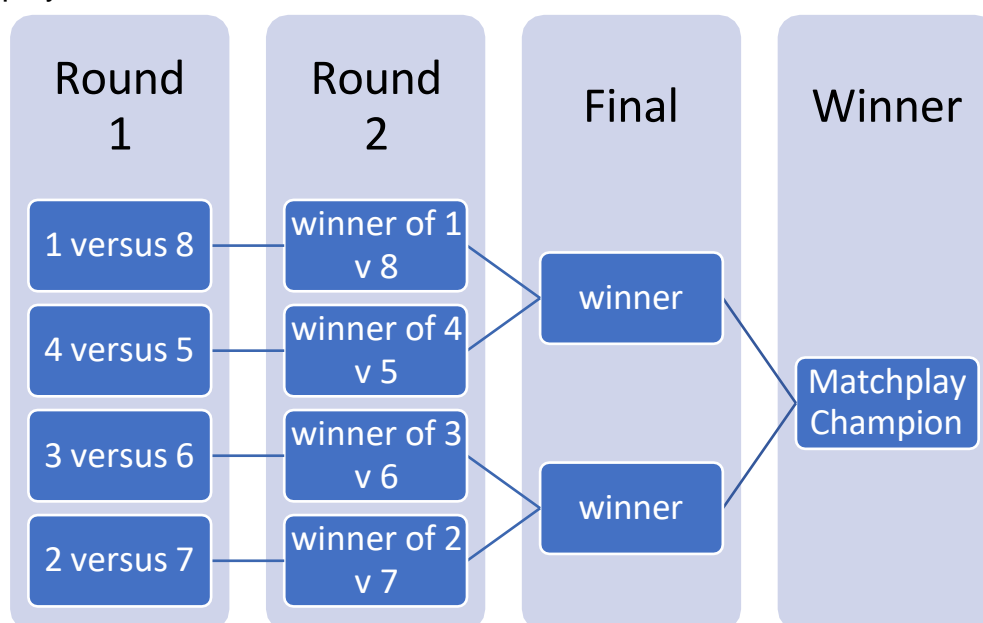 Round
1
1 versus 8
4 versus 5
3 versus 6
2 versus 7
Round
2
winner of 1
v 8
winner of 4
v 5
winner of 3
v 6
winner of 2
v 7
Final
winner
winner
Winner
Matchplay
Champion